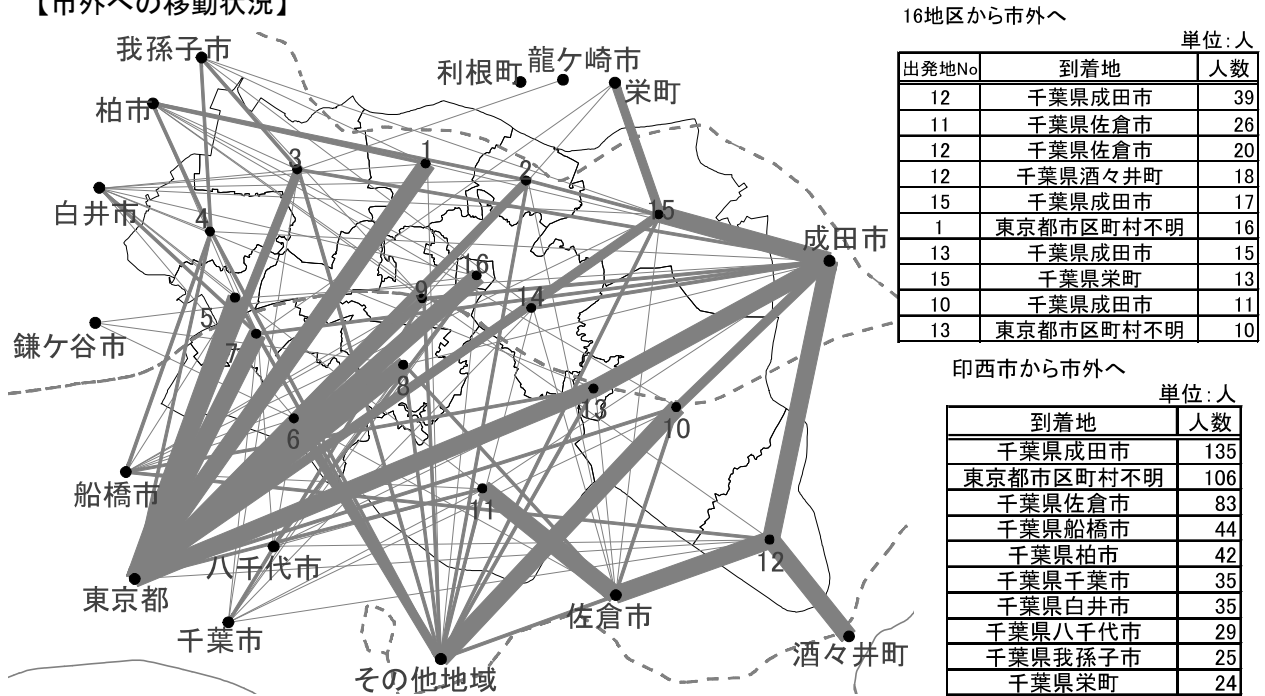 【市外への移動状況】
我孫子市
柏市
白井市
鎌ケ谷市
船橋市
東京都
千葉市
八千代市
その他地域
佐倉市
酒々井町
成田市
栄町
龍ケ崎市
利根町
1
2
3
4
5
6
7
8
9
10
11
12
13
14
15
16
16地区から市外へ
単位:人
出発地No 到着地 人数
12 千葉県成田市 39
11 千葉県佐倉市 26
12 千葉県佐倉市 20
12 千葉県酒々井町 18
15 千葉県成田市 17
1 東京都市区町村不明 16
13 千葉県成田市 15
15 千葉県栄町 13
10 千葉県成田市 11
13 東京都市区町村不明 10
印西市から市外へ
単位:人
到着地 人数
千葉県成田市 135
東京都市区町村不明 106
千葉県佐倉市 83
千葉県船橋市 44
千葉県柏市 42
千葉県千葉市 35
千葉県白井市 35
千葉県八千代市 29
千葉県我孫子市 25
千葉県栄町 24